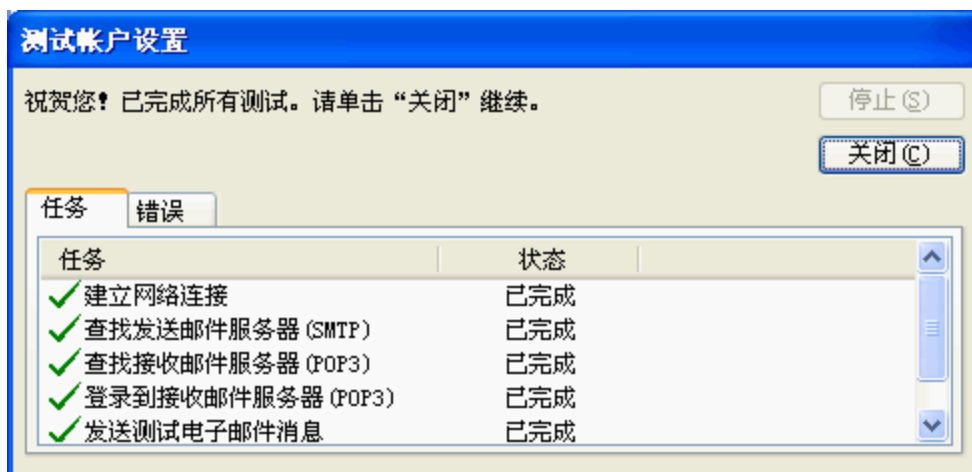 测试帐户设置
祝贺您！已完成所有测试。请单击“关闭”继续。
停止(S)
关闭(C)
任务 错误
任务 状态
建立网络连接 已完成
查找发送邮件服务器(SMTP) 已完成
查找接收邮件服务器(POP3) 已完成
登录到接收邮件服务器(POP3) 已完成
发送测试电子邮件消息 已完成